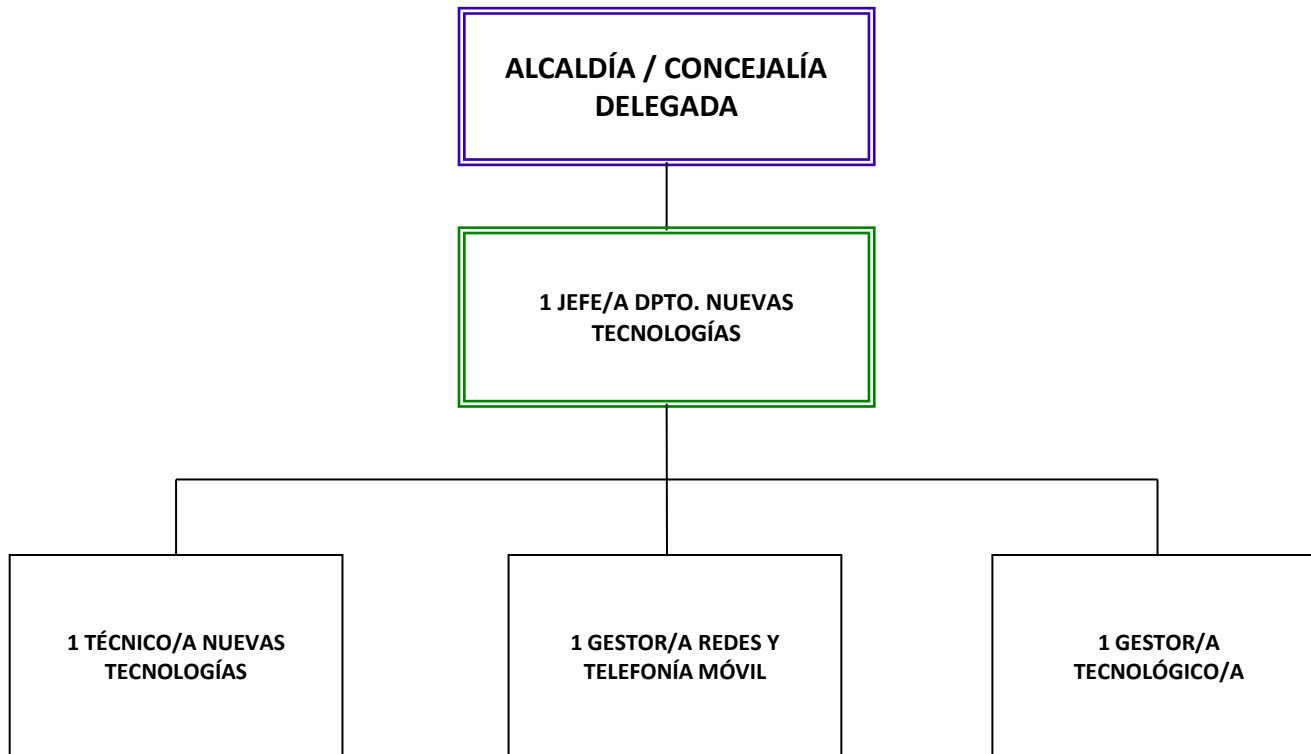 ALCALDÍA / CONCEJALÍA
DELEGADA
1 JEFE/A DPTO. NUEVAS
TECNOLOGÍAS
1 TÉCNICO/A NUEVAS
TECNOLOGÍAS
1 GESTOR/A REDES Y
TELEFONÍA MÓVIL
1 GESTOR/A
TECNOLÓGICO/A